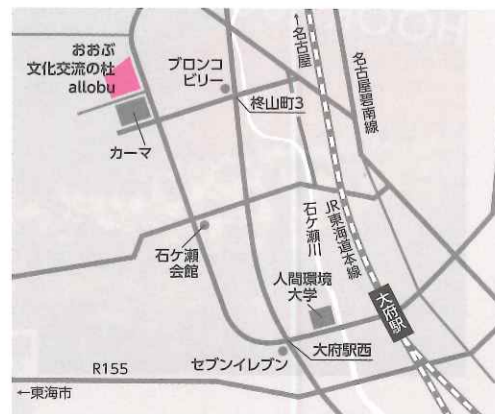 おおぶ
文化交流の杜
allobu
カーマ
ブロンコ
ビリー
柊山町3
←名古屋
名古屋碧南線
石ケ瀬
会館
石ケ瀬川
JR東海道本線
人間環境
大学
大府駅
大府駅西
セブンイレブン
R155
←東海市